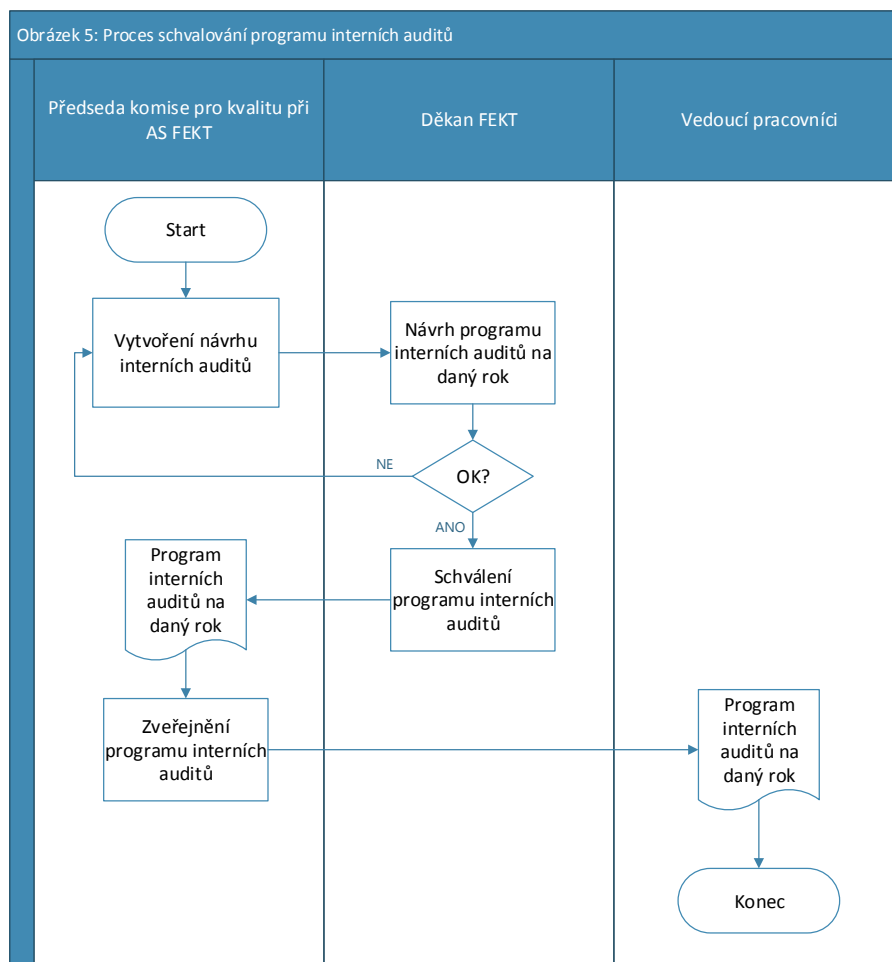 Obrázek 5: Proces schvalování programu interních auditů
Předseda komise pro kvalitu při
AS FEKT
Děkan FEKT
Vedoucí pracovníci
Start
Vytvoření návrhu
interních auditů
Návrh programu
interních auditů na
daný rok
OK?
NE
ANO
Schválení
programu interních
auditů
Program
interních
auditů na
daný rok
Zveřejnění
programu interních
auditů
Program
interních
auditů na
daný rok
Konec